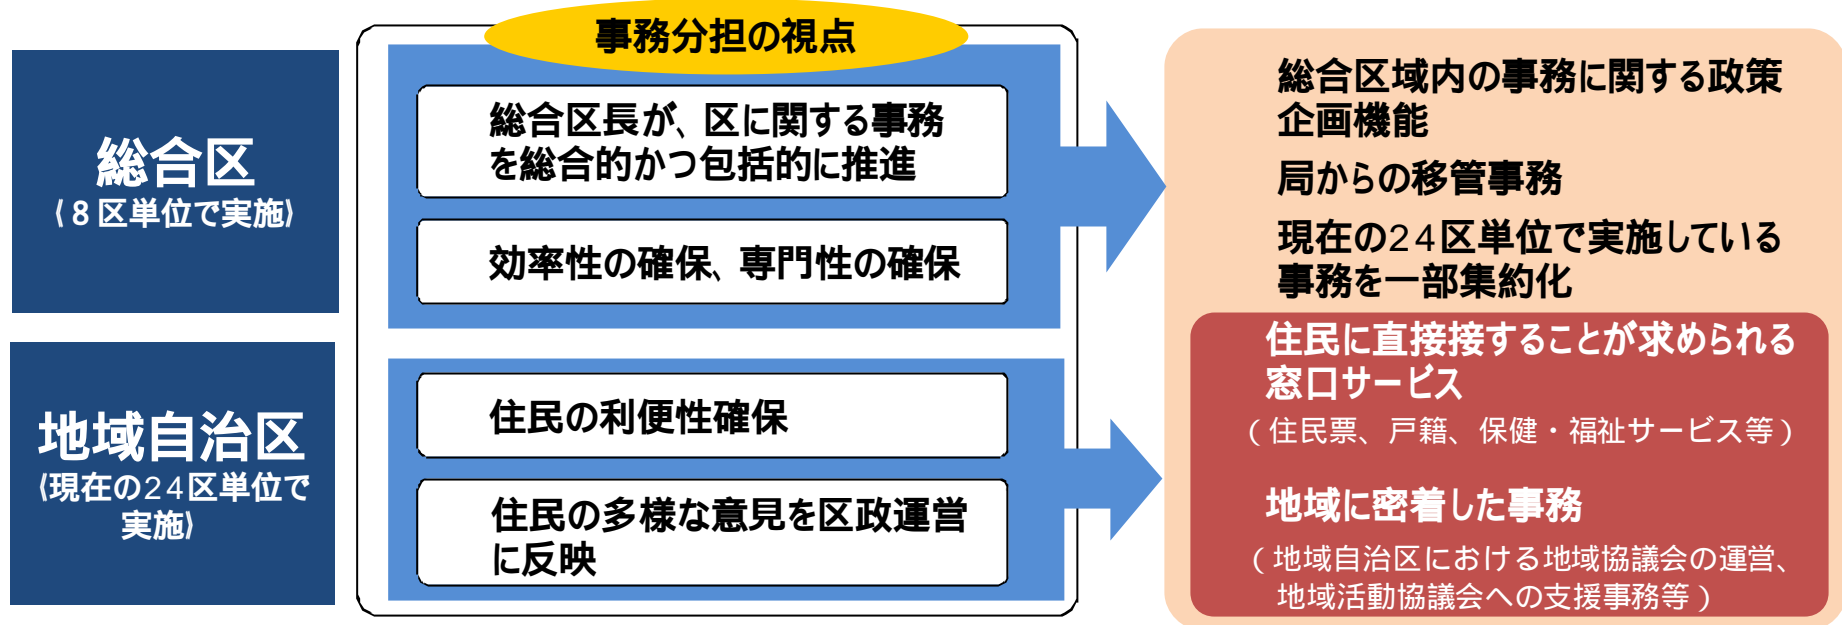 事務分担の視点
総合区
(8区単位で実施)
総合区長が、区に関する事務
を総合的かつ包括的に推進
効率性の確保、専門性の確保
総合区域内の事務に関する政策
企画機能
局からの移管事務
現在の24区単位で実施している
事務を一部集約化
地域自治区
(現在の24区単位で
実施)
住民の利便性確保
住民の多様な意見を区政運営
に反映
住民に直接接することが求められる
窓口サービス
(住民票、戸籍、保健・福祉サービス等)
地域に密着した事務
(地域自治区における地域協議会の運営、
地域活動協議会への支援事務等)